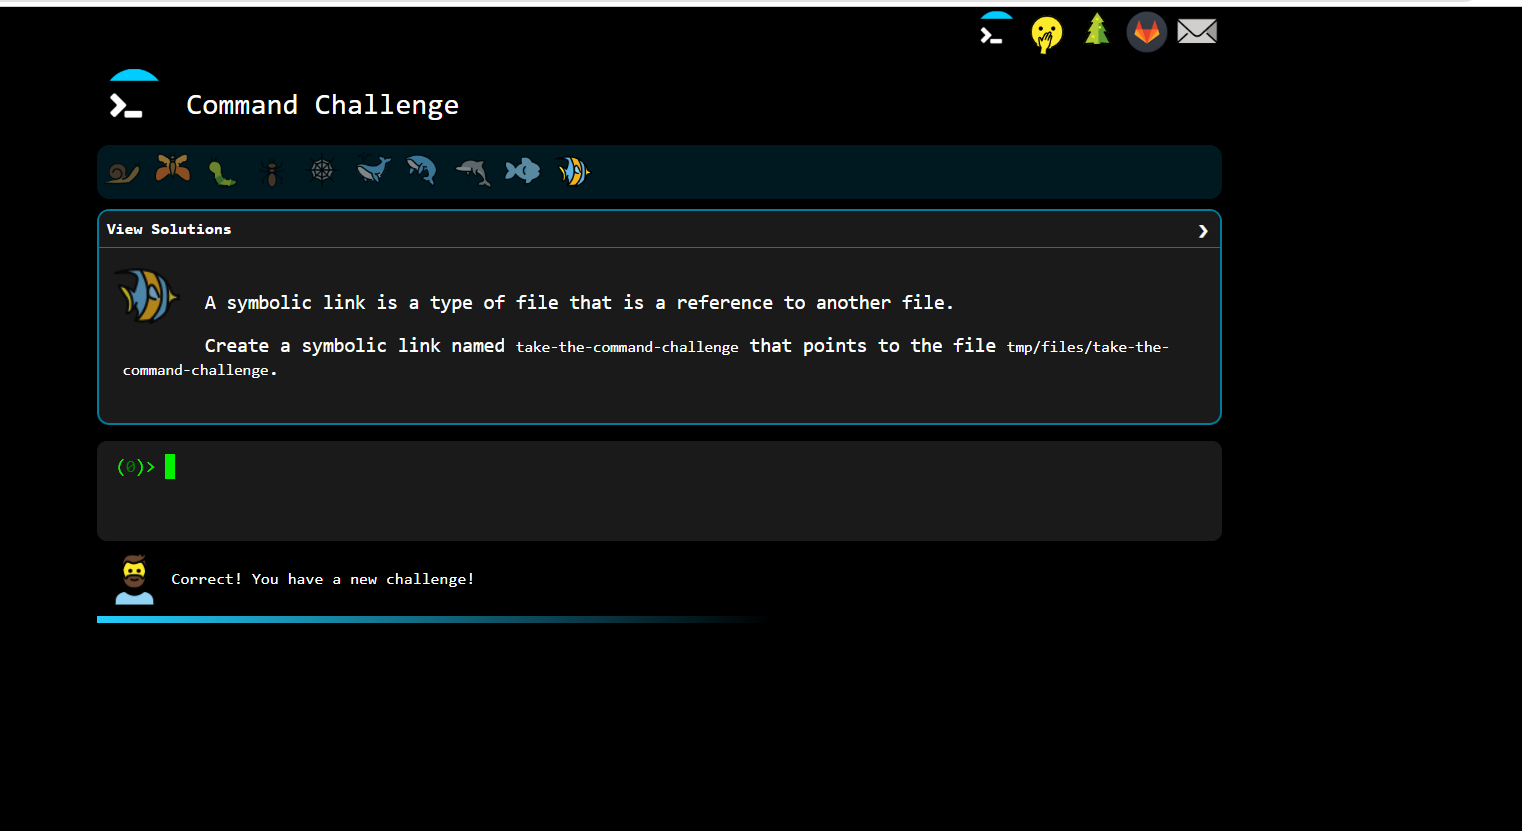 Command Challenge
View Solutions
A symbolic link is a type of file that is a reference to another file.
Create a symbolic link named take-the-command-challenge that points to the file tmp/files/take-the-
command-challenge.
(0)>
Correct! You have a new challenge!